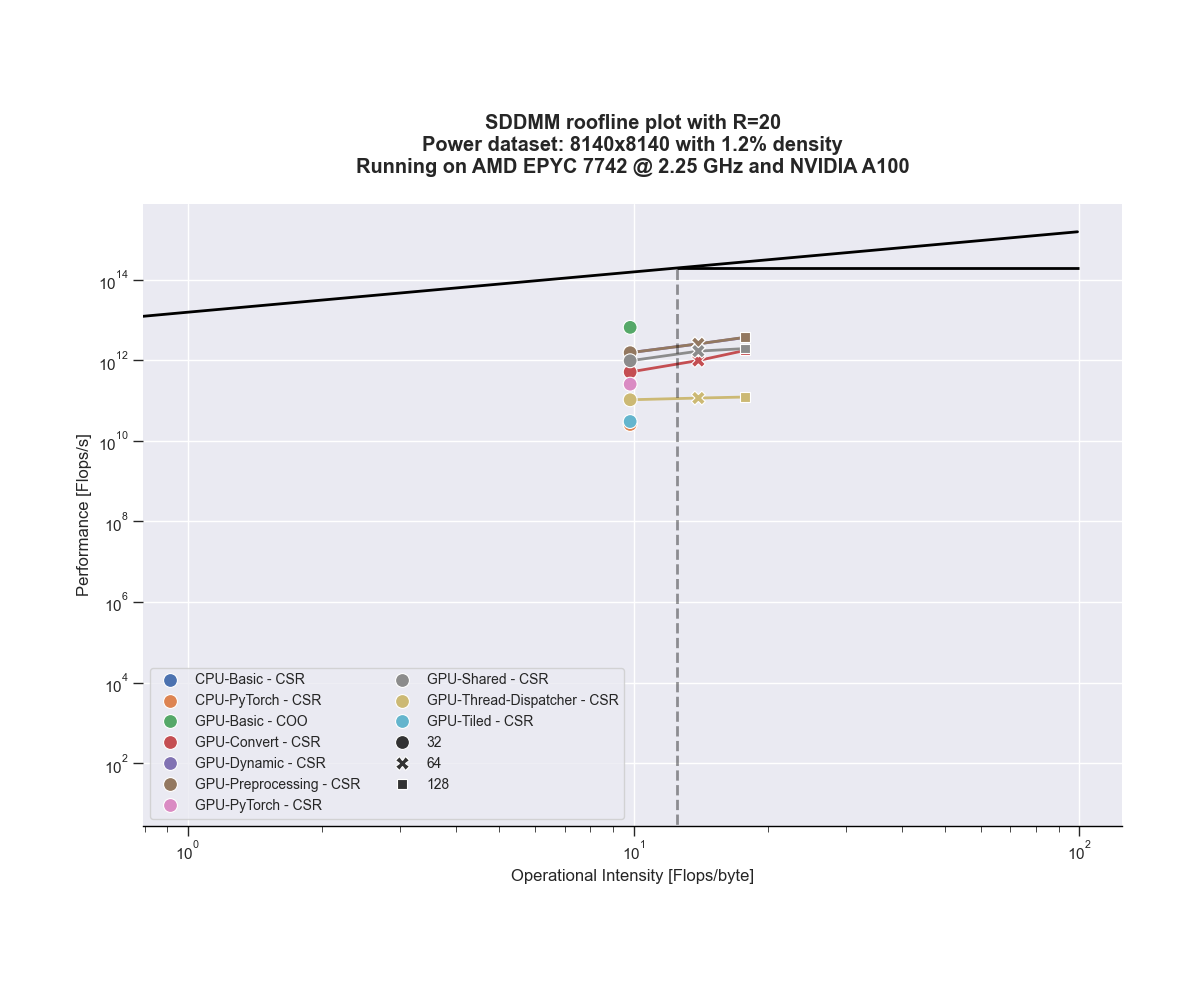 SDDMM roofline plot with R=20
Power dataset: 8140x8140 with 1.2% density
Running on AMD EPYC 7742 @ 2.25 GHz and NVIDIA A100
Performance [Flops/s]
10^14
10^12
10^10
10^8
10^6
10^4
10^2
CPU-Basic - CSR
CPU-PyTorch - CSR
GPU-Basic - COO
GPU-Convert - CSR
GPU-Dynamic - CSR
GPU-Preprocessing - CSR
GPU-PyTorch - CSR
GPU-Shared - CSR
GPU-Thread-Dispatcher - CSR
GPU-Tiled - CSR
32
64
128
10^0
10^1
10^2
Operational Intensity [Flops/byte]